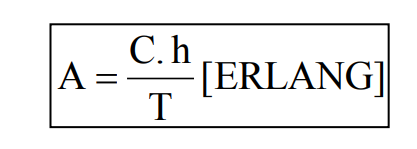 A = C. h / T [ERLANG]